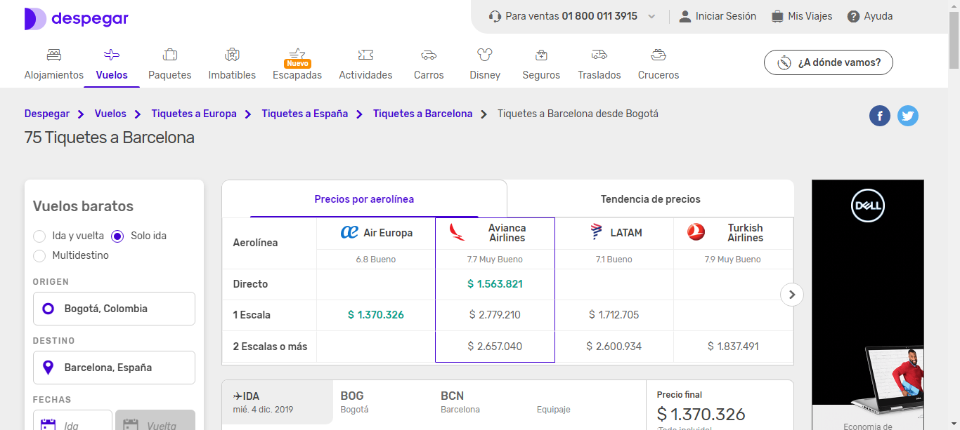 despegar
Para ventas 01 800 011 3915
Iniciar Sesión
Mis Viajes
Ayuda
Alojamientos
Vuelos
Paquetes
Imbatibles
Nuevo
Escapadas
Actividades
Carros
Disney
Seguros
Traslados
Cruceros
¿A dónde vamos?
Despegar
Vuelos
Tiquetes a Europa
Tiquetes a España
Tiquetes a Barcelona
Tiquetes a Barcelona desde Bogotá
75 Tiquetes a Barcelona
Vuelos baratos
Ida y vuelta
Solo ida
Multidestino
ORIGEN
Bogotá, Colombia
DESTINO
Barcelona, España
FECHAS
Ida
Vuelta
Precios por aerolínea
Tendencia de precios
Aerolínea
Air Europa
Avianca
Airlines
LATAM
Turkish
Airlines
6.8 Bueno
7.7 Muy Bueno
7.1 Bueno
7.9 Muy Bueno
Directo
$ 1.563.821
1 Escala
$ 1.370.326
$ 2.779.210
$ 1.712.705
2 Escalas o más
$ 2.657.040
$ 2.600.934
$ 1.837.491
IDA
mié. 4 dic. 2019
BOG
Bogotá
BCN
Barcelona
Equipaje
Precio final
$ 1.370.326
Todo incluido!
DELL
Economía de